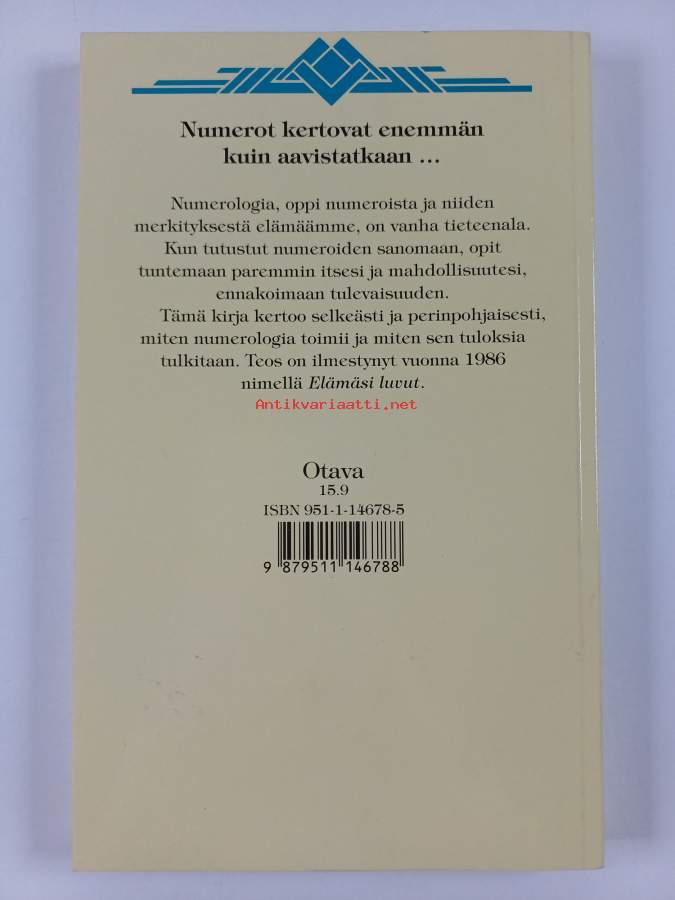 Numerot kertovat enemmän
kuin aavistatkaan ...
Numerologia, oppi numeroista ja niiden
merkityksestä elämäämme, on vanha tieteenala.
Kun tutustut numeroiden sanomaan, opit
tuntemaan paremmin itsesi ja mahdollisuutesi,
ennakoimaan tulevaisuuden.
Tämä kirja kertoo selkeästi ja perinpohjaisesti,
miten numerologia toimii ja miten sen tuloksia
tulkitaan. Teos on ilmestynyt vuonna 1986
nimellä Elämäsi luvut.
Antikvariaatti.net
Otava
15.9
ISBN 951-1-14678-5
9 879511 146788